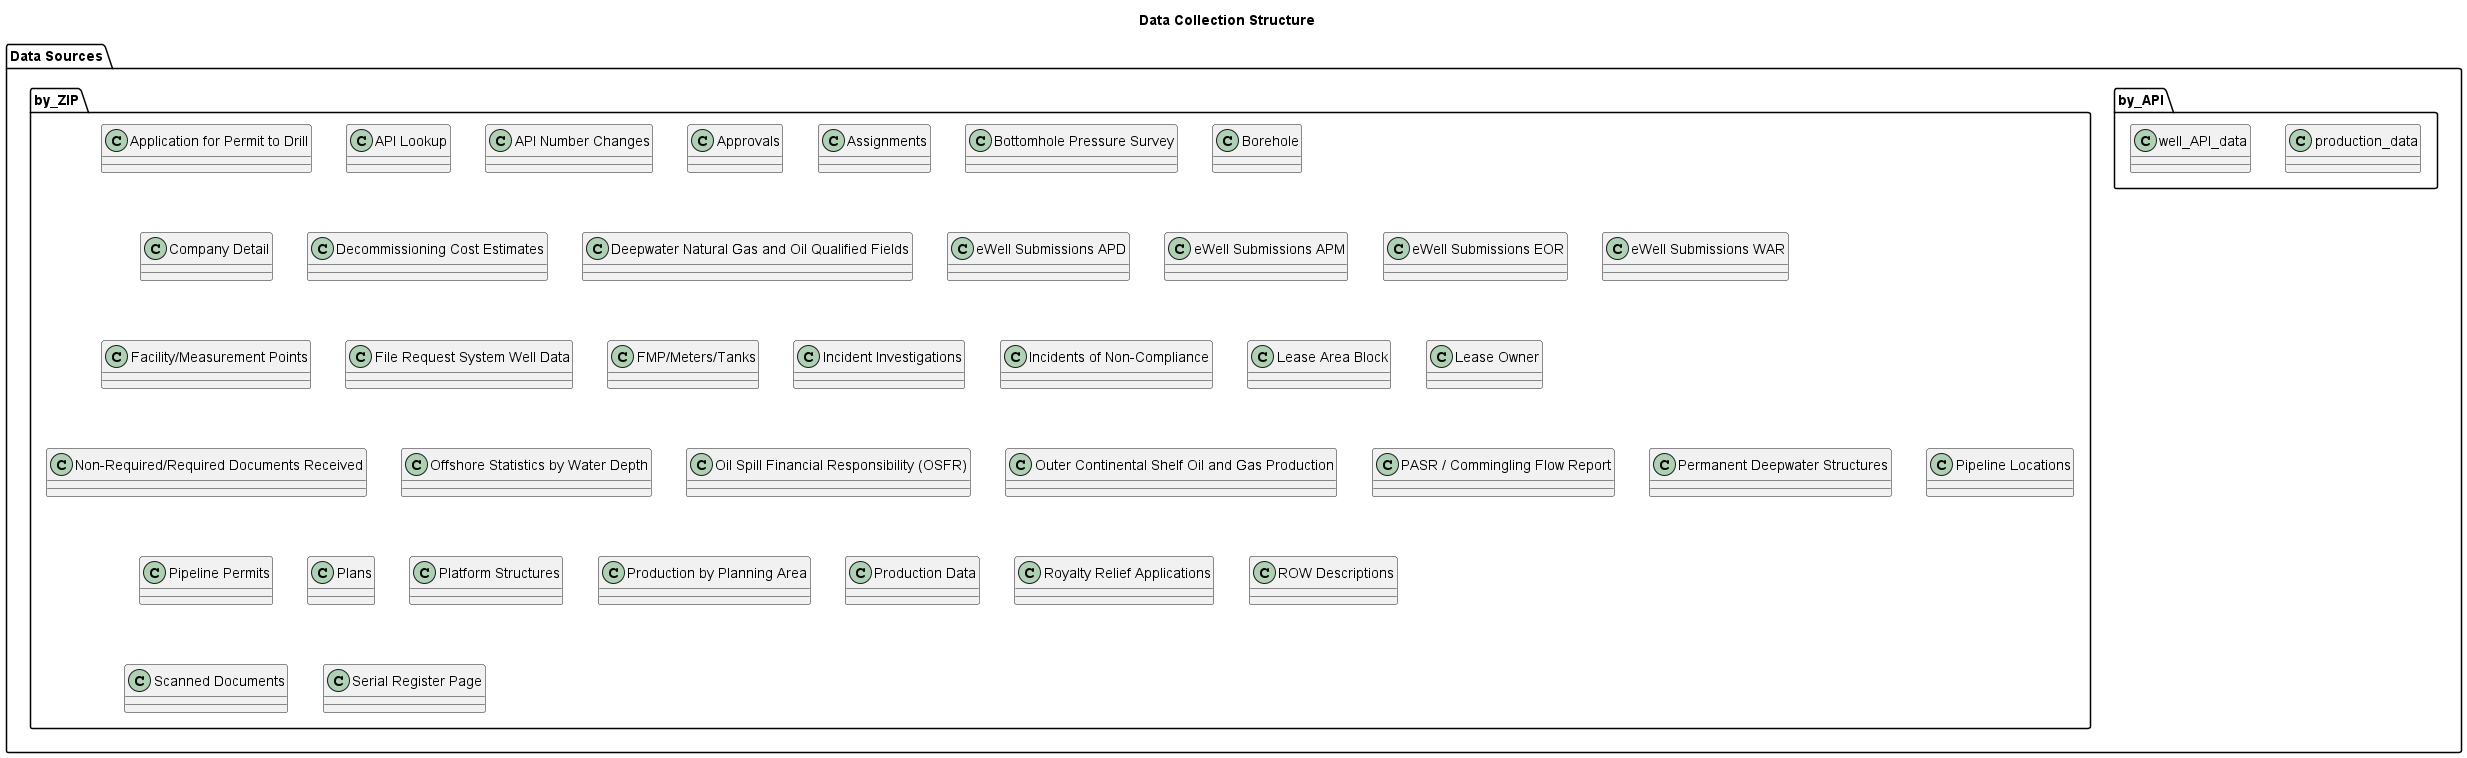 Data Collection Structure
Data Sources
by_ZIP
C Application for Permit to Drill
C API Lookup
C API Number Changes
C Approvals
C Assignments
C Bottomhole Pressure Survey
C Borehole
C Company Detail
C Decommissioning Cost Estimates
C Deepwater Natural Gas and Oil Qualified Fields
C eWell Submissions APD
C eWell Submissions APM
C eWell Submissions EOR
C eWell Submissions WAR
C Facility/Measurement Points
C File Request System Well Data
C FMP/Meters/Tanks
C Incident Investigations
C Incidents of Non-Compliance
C Lease Area Block
C Lease Owner
C Non-Required/Required Documents Received
C Offshore Statistics by Water Depth
C Oil Spill Financial Responsibility (OSFR)
C Outer Continental Shelf Oil and Gas Production
C PASR / Commingling Flow Report
C Permanent Deepwater Structures
C Pipeline Locations
C Pipeline Permits
C Plans
C Platform Structures
C Production by Planning Area
C Production Data
C Royalty Relief Applications
C ROW Descriptions
C Scanned Documents
C Serial Register Page
by_API
C well_API_data
C production_data